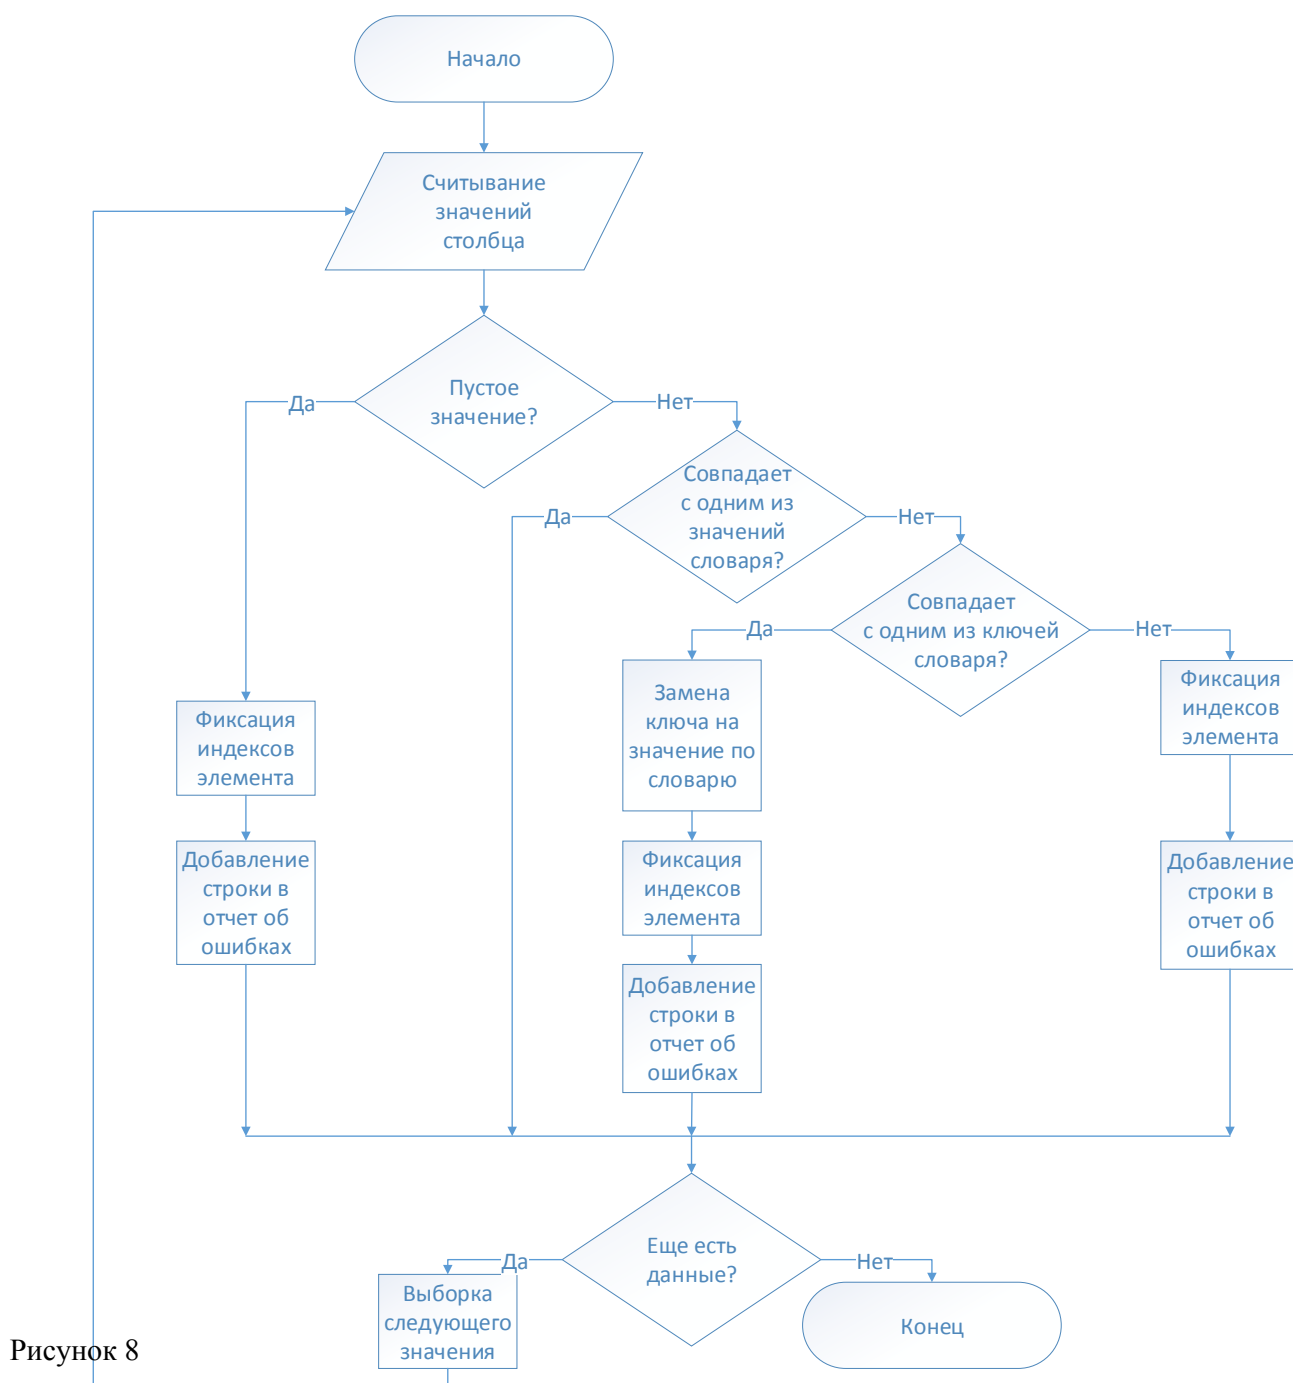 Начало
Считывание
значений
столбца
Пустое
значение?
Да
Нет
Совпадает
с одним из
значений
словаря?
Да
Нет
Совпадает
с одним из ключей
словаря?
Да
Нет
Замена
ключа на
значение по
словарю
Фиксация
индексов
элемента
Фиксация
индексов
элемента
Добавление
строки в
отчет об
ошибках
Фиксация
индексов
элемента
Добавление
строки в
отчет об
ошибках
Добавление
строки в
отчет об
ошибках
Еще есть
данные?
Да
Нет
Выборка
следующего
значения
Конец
Рисунок 8